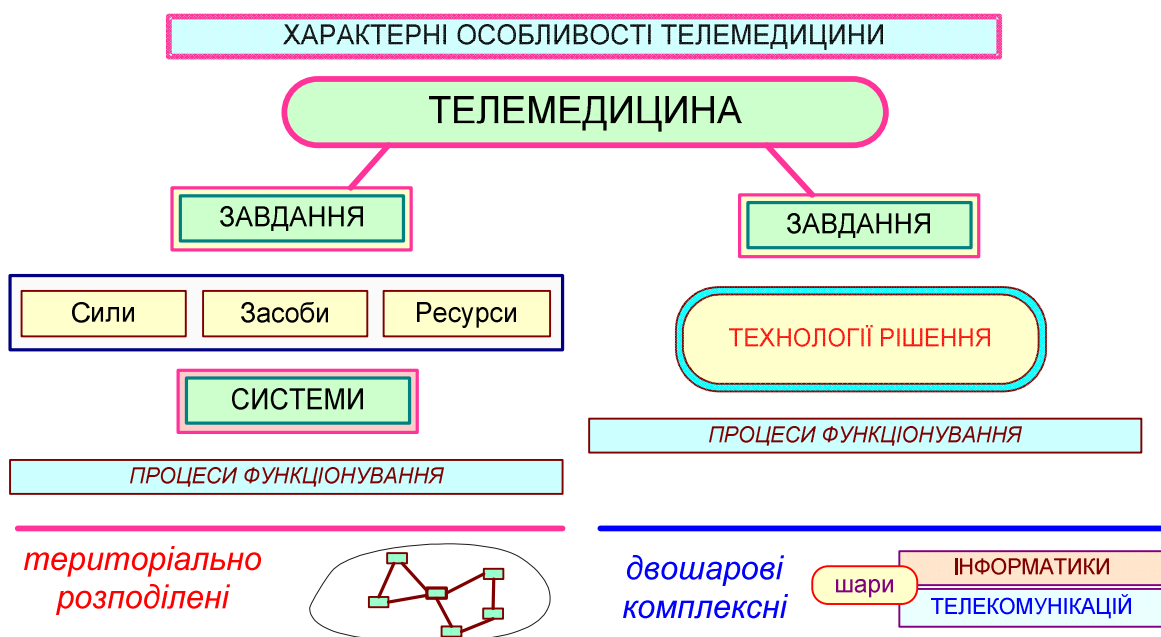 ХАРАКТЕРНІ ОСОБЛИВОСТІ ТЕЛЕМЕДИЦИНИ
ТЕЛЕМЕДИЦИНА
ЗАВДАННЯ
Сили
Засоби
Ресурси
СИСТЕМИ
ПРОЦЕСИ ФУНКЦІОНУВАННЯ
територіально
розподілені
ЗАВДАННЯ
ТЕХНОЛОГІЇ РІШЕННЯ
ПРОЦЕСИ ФУНКЦІОНУВАННЯ
двошарові
комплексні
шари
ІНФОРМАТИКИ
ТЕЛЕКОМУНІКАЦІЙ